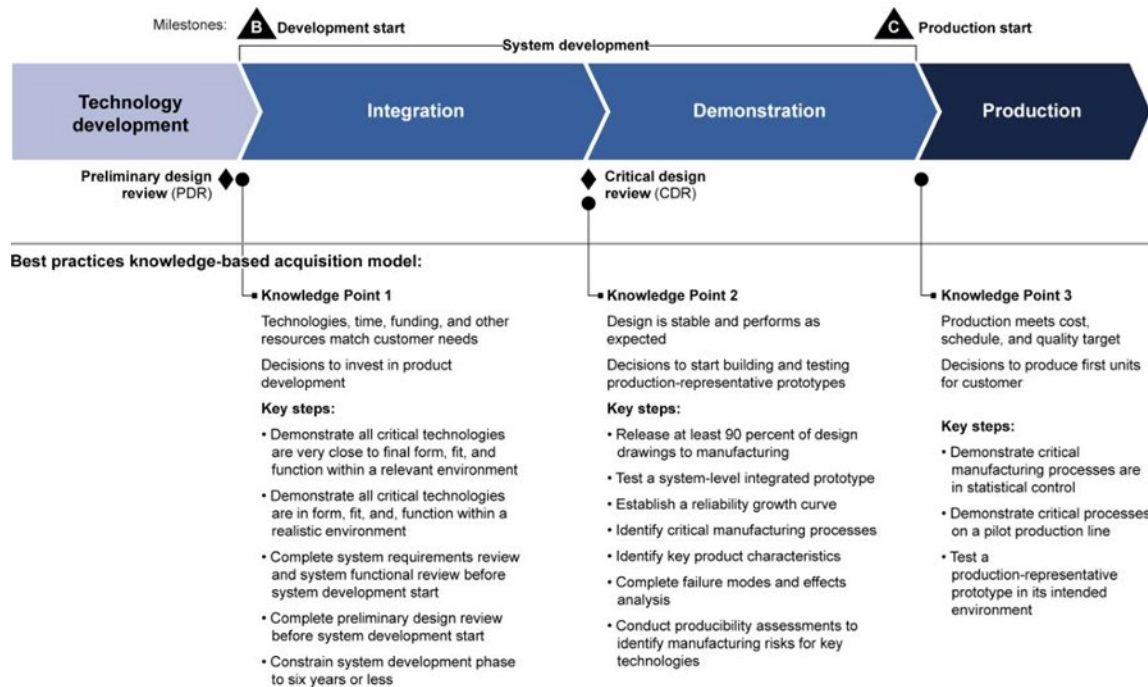 Milestones:
B Development start
C Production start
System development
Technology
development
Integration
Demonstration
Production
Preliminary design
review (PDR)
Critical design
review (CDR)
Best practices knowledge-based acquisition model:
Knowledge Point 1
Technologies, time, funding, and other
resources match customer needs
Decisions to invest in product
development
Key steps:
• Demonstrate all critical technologies
are very close to final form, fit, and
function within a relevant environment
• Demonstrate all critical technologies
are in form, fit, and, function within a
realistic environment
• Complete system requirements review
and system functional review before
system development start
• Complete preliminary design review
before system development start
• Constrain system development phase
to six years or less
Knowledge Point 2
Design is stable and performs as
expected
Decisions to start building and testing
production-representative prototypes
Key steps:
• Release at least 90 percent of design
drawings to manufacturing
• Test a system-level integrated prototype
• Establish a reliability growth curve
• Identify critical manufacturing processes
• Identify key product characteristics
• Complete failure modes and effects
analysis
• Conduct producibility assessments to
identify manufacturing risks for key
technologies
Knowledge Point 3
Production meets cost,
schedule, and quality target
Decisions to produce first units
for customer
Key steps:
• Demonstrate critical
manufacturing processes are
in statistical control
• Demonstrate critical processes
on a pilot production line
• Test a
production-representative
prototype in its intended
environment